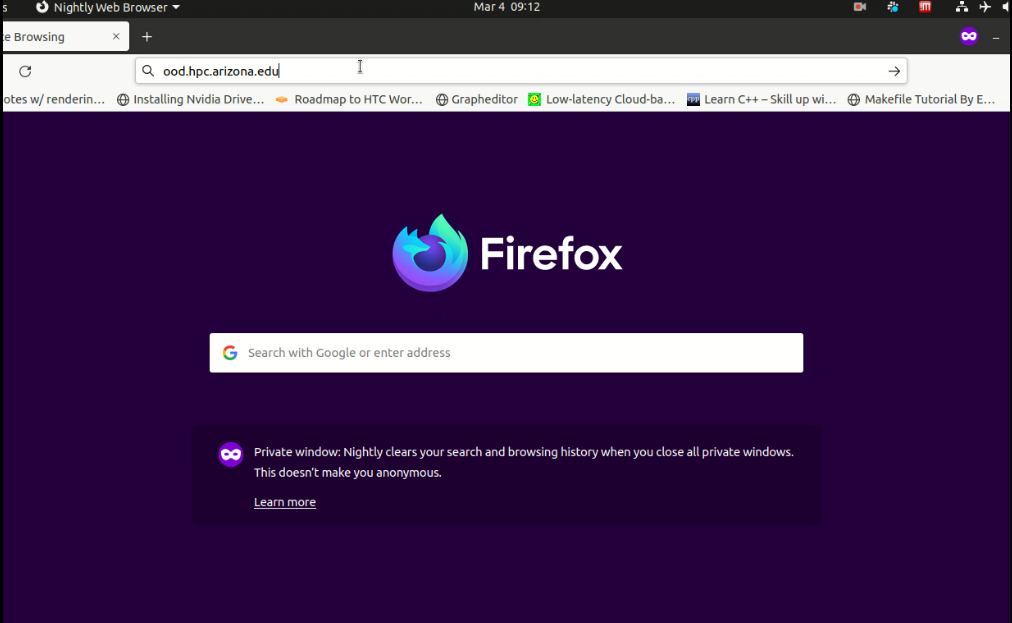 s Nightly Web Browser Mar 4 09:12
e Browsing
ood.hpc.arizona.edu
otes w/ renderin… Installing Nvidia Drive… Roadmap to HTC Wor… Grapheditor Low-latency Cloud-ba… cpp Learn C++ – Skill up wi… Makefile Tutorial By E…
Firefox
G Search with Google or enter address
Private window: Nightly clears your search and browsing history when you close all private windows.
This doesn't make you anonymous.
Learn more